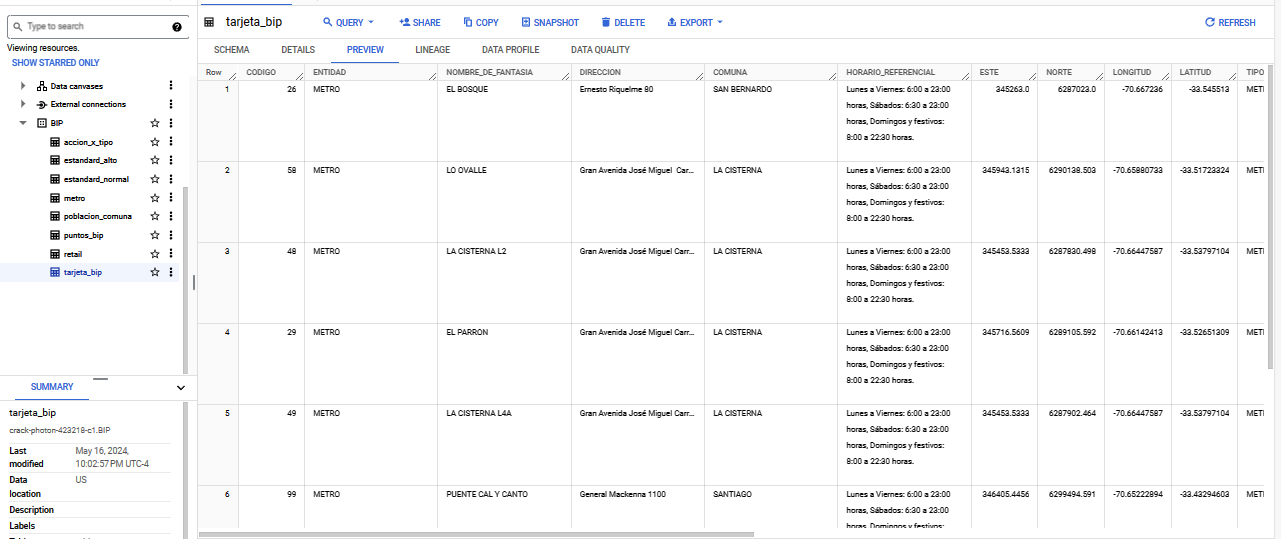 Type to search
Viewing resources.
SHOW STARRED ONLY
Data canvases
External connections
BIP
accion_x_tipo
estandard_alto
estandard_normal
metro
poblacion_comuna
puntos_bip
retail
tarjeta_bip
SUMMARY
tarjeta_bip
crack-photon-423218-c1.BIP
Last modified May 16, 2024, 10:02:57 PM UTC-4
Data location US
Description
Labels
tarjeta_bip
QUERY SHARE COPY SNAPSHOT DELETE EXPORT REFRESH
SCHEMA DETAILS PREVIEW LINEAGE DATA PROFILE DATA QUALITY
Row CODIGO ENTIDAD NOMBRE_DE_FANTASIA DIRECCION COMUNA HORARIO_REFERENCIAL ESTE NORTE LONGITUD LATITUD TIPO
1 26 METRO EL BOSQUE Ernesto Riquelme 80 SAN BERNARDO Lunes a Viernes: 6:00 a 23:00 345263.0 6287023.0 -70.667236 -33.545513 METI
horas, Sábados: 6:30 a 23:00
horas, Domingos y festivos:
8:00 a 22:30 horas.
2 58 METRO LO OVALLE Gran Avenida José Miguel Car... LA CISTERNA Lunes a Viernes: 6:00 a 23:00 345943.1315 6290138.503 -70.65880733 -33.51723324 METI
horas, Sábados: 6:30 a 23:00
horas, Domingos y festivos:
8:00 a 22:30 horas.
3 48 METRO LA CISTERNA L2 Gran Avenida José Miguel Carr... LA CISTERNA Lunes a Viernes: 6:00 a 23:00 345453.5333 6287830.498 -70.66447587 -33.53797104 METI
horas, Sábados: 6:30 a 23:00
horas, Domingos y festivos:
8:00 a 22:30 horas.
4 29 METRO EL PARRON Gran Avenida José Miguel Carr... LA CISTERNA Lunes a Viernes: 6:00 a 23:00 345716.5609 6289105.592 -70.66142413 -33.52651309 METI
horas, Sábados: 6:30 a 23:00
horas, Domingos y festivos:
8:00 a 22:30 horas.
5 49 METRO LA CISTERNA L4A Gran Avenida José Miguel Carr... LA CISTERNA Lunes a Viernes: 6:00 a 23:00 345453.5333 6287902.464 -70.66447587 -33.53797104 METI
horas, Sábados: 6:30 a 23:00
horas, Domingos y festivos:
8:00 a 22:30 horas.
6 99 METRO PUENTE CAL Y CANTO General Mackenna 1100 SANTIAGO Lunes a Viernes: 6:00 a 23:00 346405.4456 6299494.591 -70.65222894 -33.43294603 METI
horas, Sábados: 6:30 a 23:00
horas, Domingos y festivos: